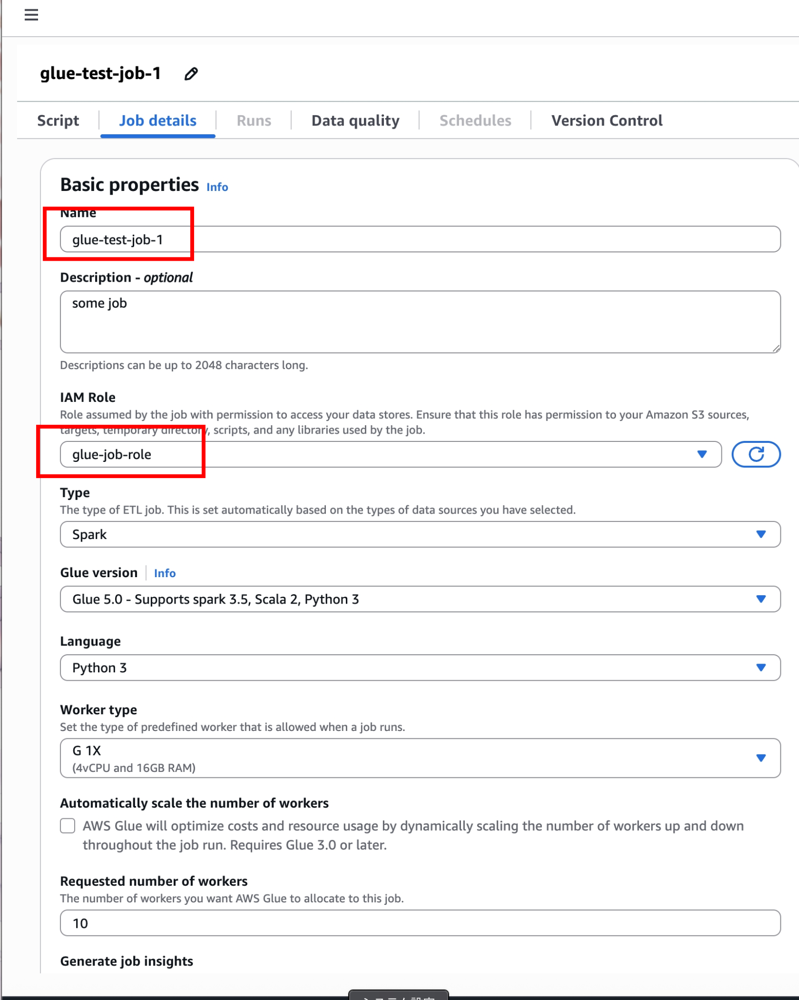 glue-test-job-1
Script
Job details
Runs
Data quality
Schedules
Version Control
Basic properties Info
Name
glue-test-job-1
Description - optional
some job
Descriptions can be up to 2048 characters long.
IAM Role
Role assumed by the job with permission to access your data stores. Ensure that this role has permission to your Amazon S3 sources,
targets, temporary directory, scripts, and any libraries used by the job.
glue-job-role
Type
The type of ETL job. This is set automatically based on the types of data sources you have selected.
Spark
Glue version Info
Glue 5.0 - Supports spark 3.5, Scala 2, Python 3
Language
Python 3
Worker type
Set the type of predefined worker that is allowed when a job runs.
G 1X
(4vCPU and 16GB RAM)
Automatically scale the number of workers
AWS Glue will optimize costs and resource usage by dynamically scaling the number of workers up and down
throughout the job run. Requires Glue 3.0 or later.
Requested number of workers
The number of workers you want AWS Glue to allocate to this job.
10
Generate job insights
システム設定